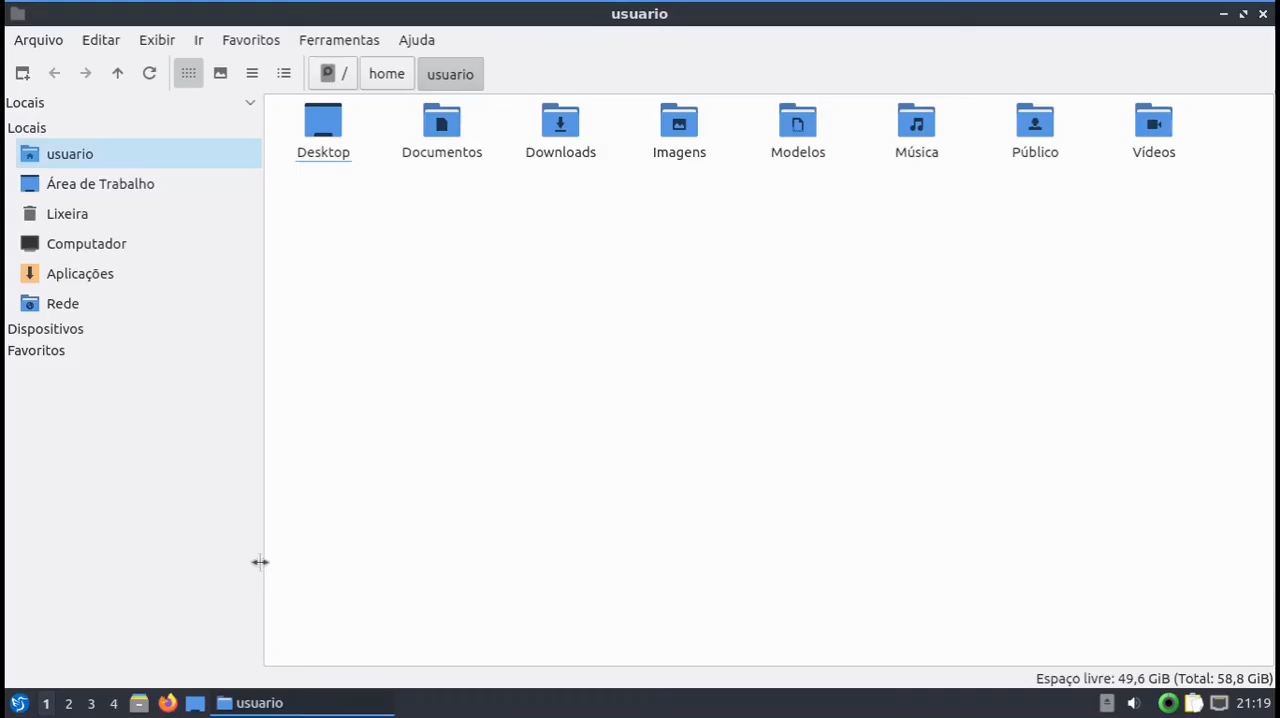 usuario
Arquivo Editar Exibir Ir Favoritos Ferramentas Ajuda
/ home usuario
Locais
Locais
usuario
Área de Trabalho
Lixeira
Computador
Aplicações
Rede
Dispositivos
Favoritos
Desktop Documentos Downloads Imagens Modelos Música Público Vídeos
Espaço livre: 49,6 GiB (Total: 58,8 GiB)
1 2 3 4 usuario 21:19